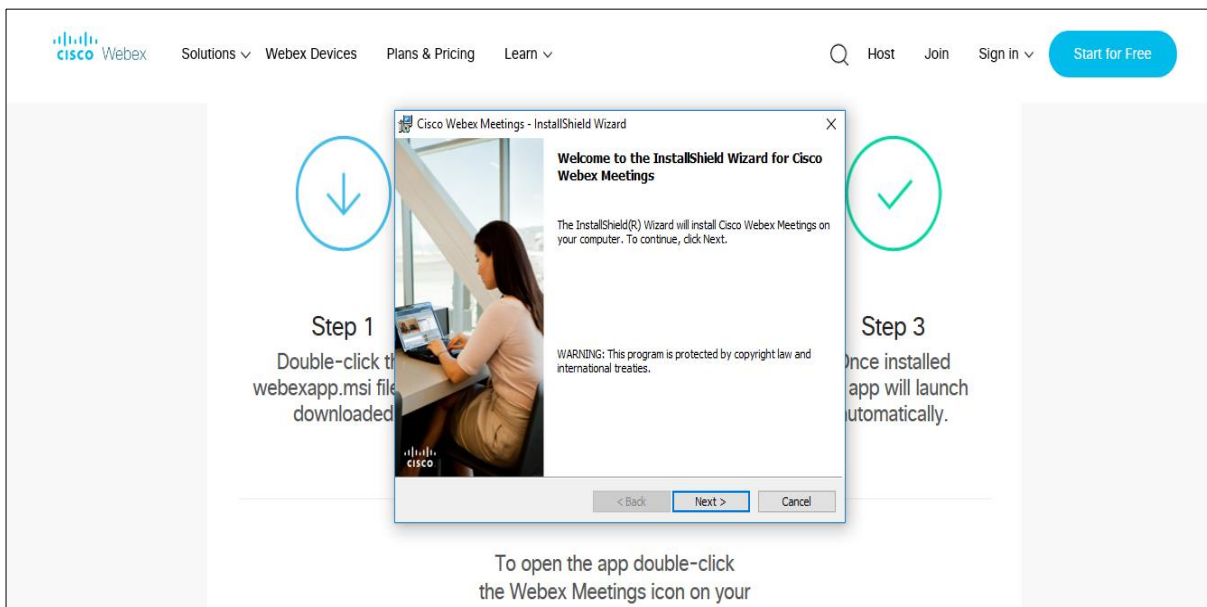 CISCO Webex Solutions Webex Devices Plans & Pricing Learn Host Join Sign in Start for Free
Cisco Webex Meetings - InstallShield Wizard X
Welcome to the InstallShield Wizard for Cisco
Webex Meetings
The InstallShield(R) Wizard will install Cisco Webex Meetings on
your computer. To continue, click Next.
WARNING: This program is protected by copyright law and
international treaties.
CISCO
< Back Next > Cancel
Step 1
Double-click
webexapp.msi file
downloaded
Step 3
installed
app will launch
automatically.
To open the app double-click
the Webex Meetings icon on your